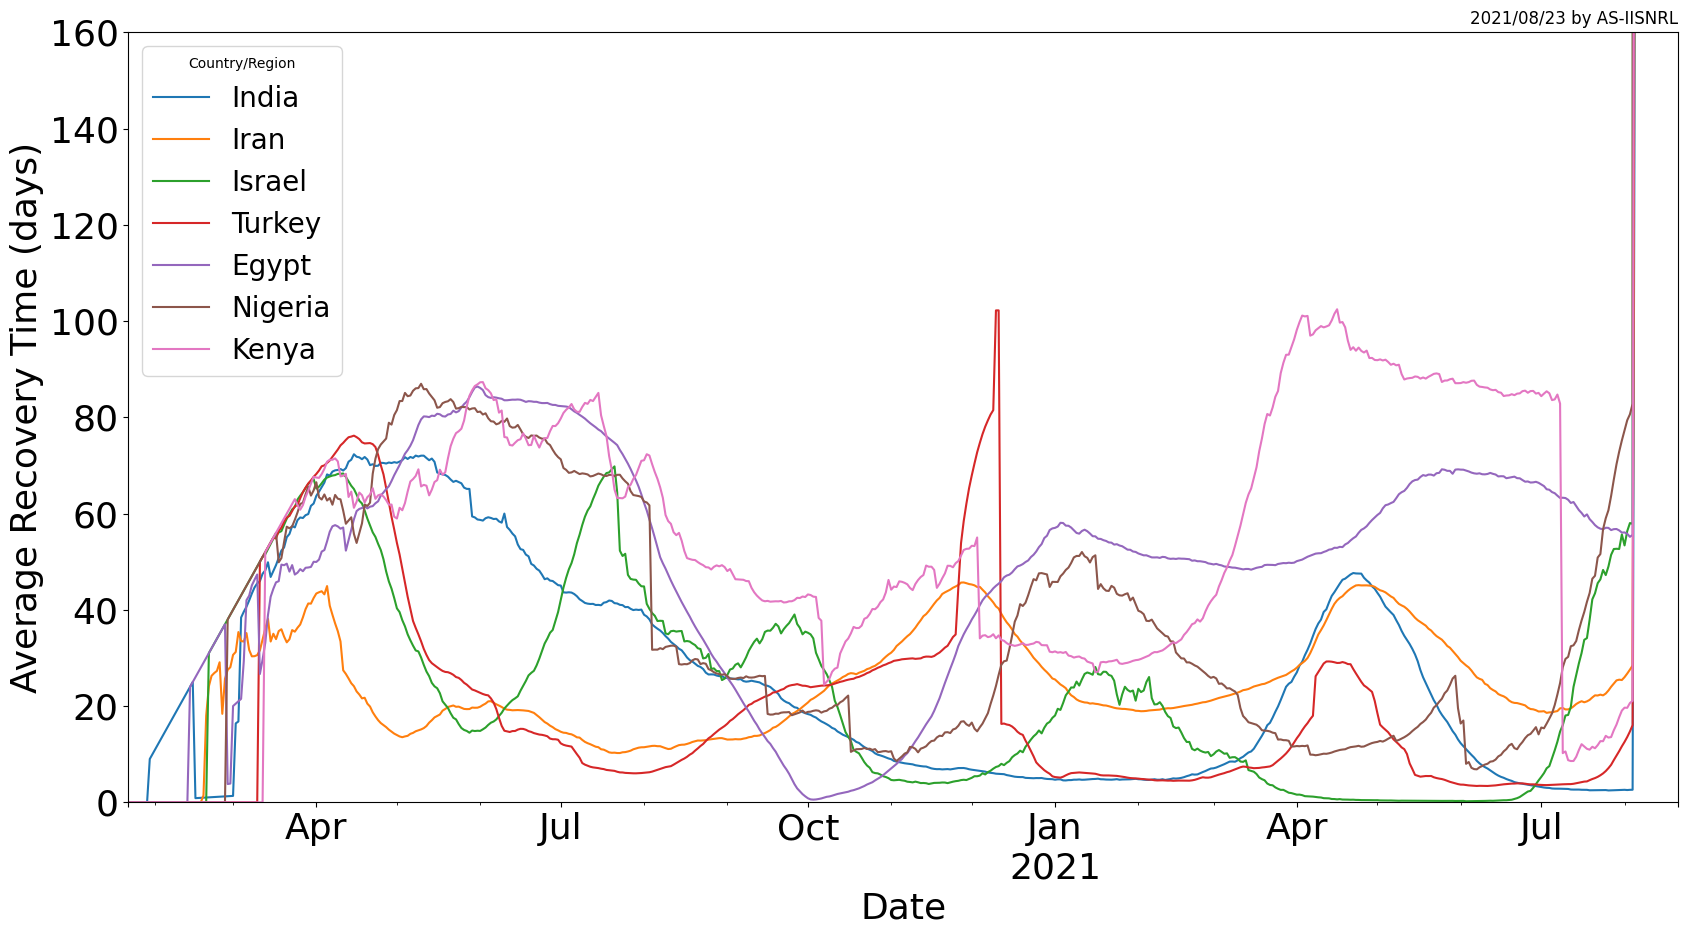 2021/08/23 by AS-IISNRL
160
140
120
100
80
60
40
20
0
Average Recovery Time (days)
Country/Region
India
Iran
Israel
Turkey
Egypt
Nigeria
Kenya
Apr Jul Oct Jan Apr Jul
2021
Date